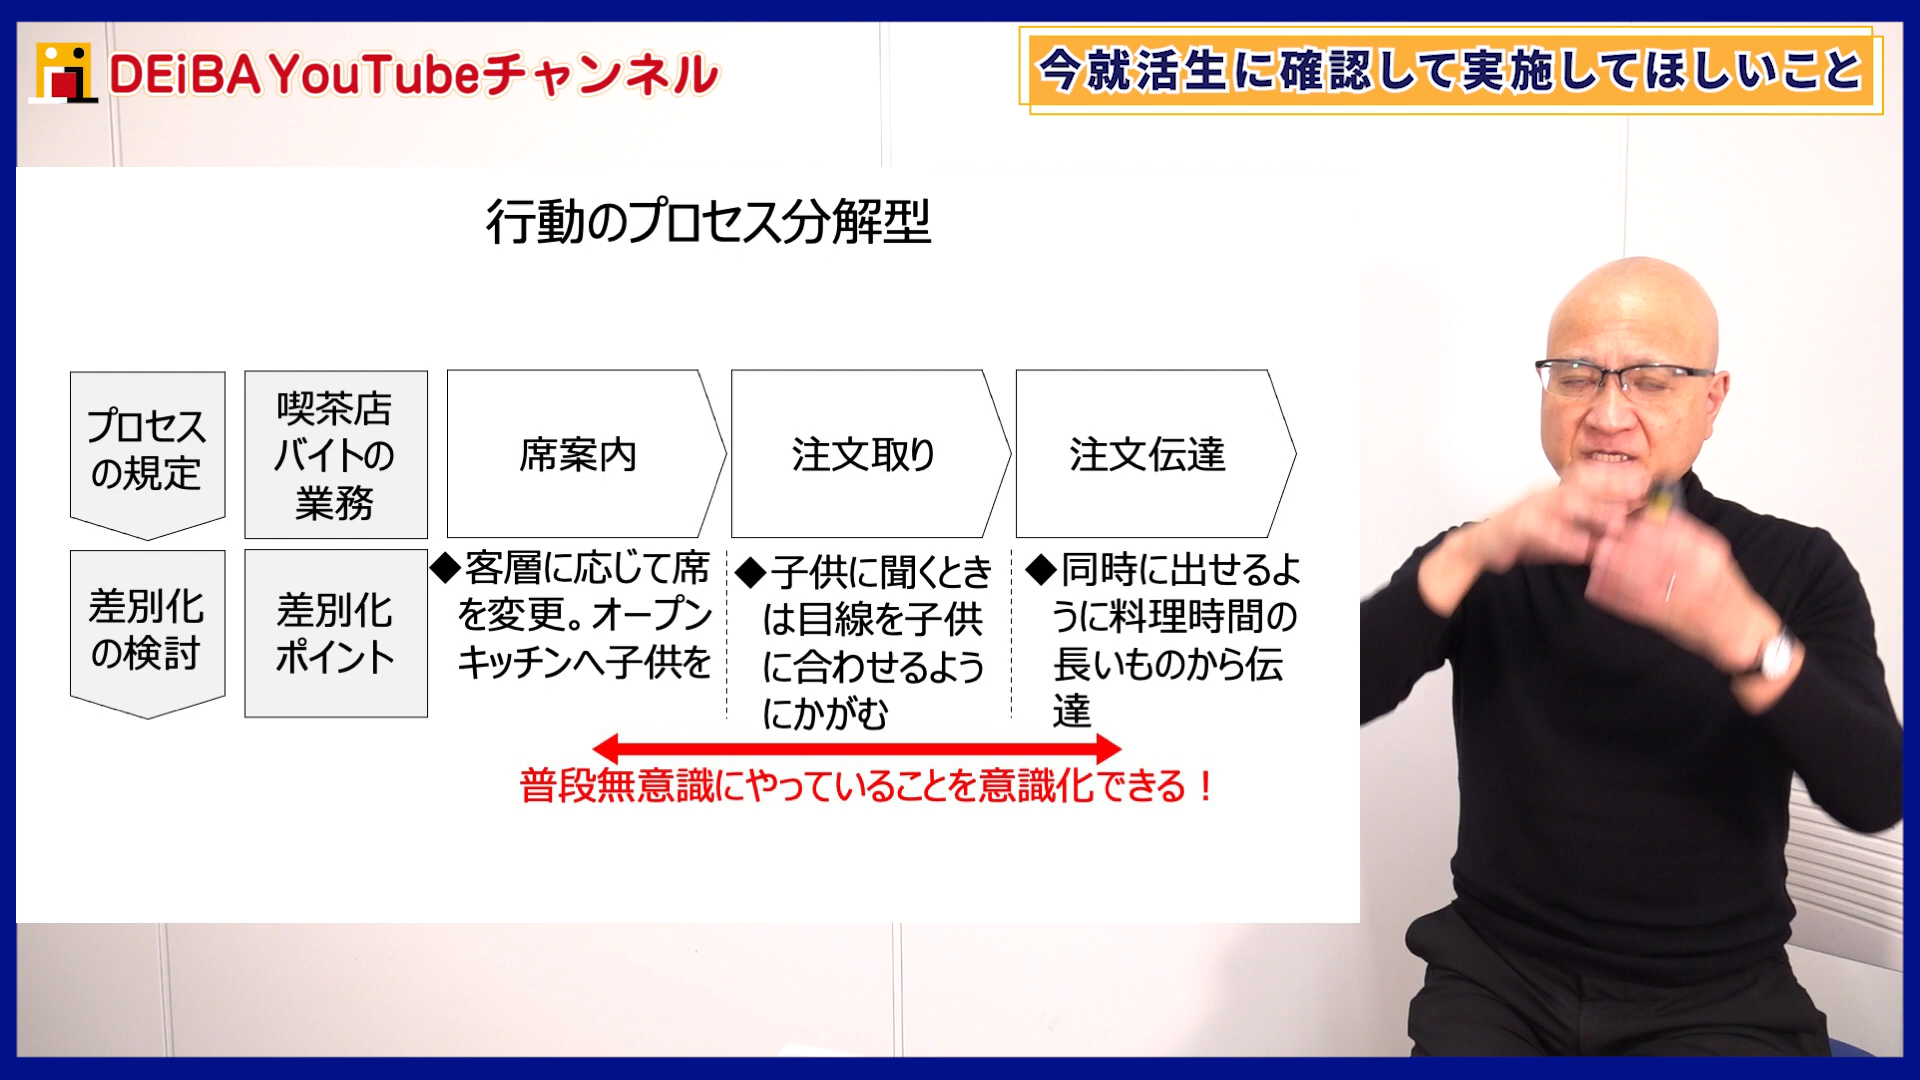 DEiBA YouTubeチャンネル
今就活生に確認して実施してほしいこと
行動のプロセス分解型
プロセス
の規定
喫茶店
バイトの
業務
席案内
注文取り
注文伝達
差別化
の検討
差別化
ポイント
◆客層に応じて席
を変更。オープン
キッチンへ子供を
◆子供に聞くとき
は目線を子供
に合わせるよう
にかがむ
◆同時に出せるよ
うに料理時間の
長いものから伝
達
普段無意識にやっていることを意識化できる！